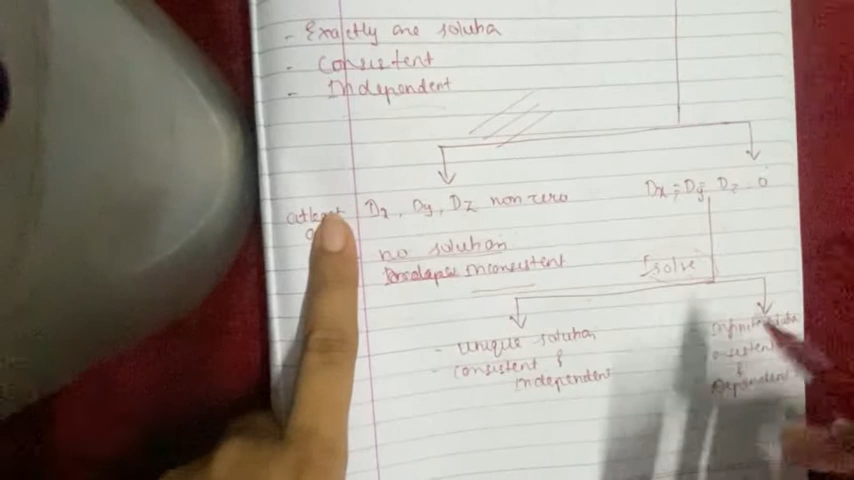 - Exactly one solution
- Consistent
- Independent
atleast Dx, Dy, Dz non zero
Dx = Dy = Dz = 0
no solution
inconsistent
solve
- unique solution
- consistent &
independent
&
Dependent